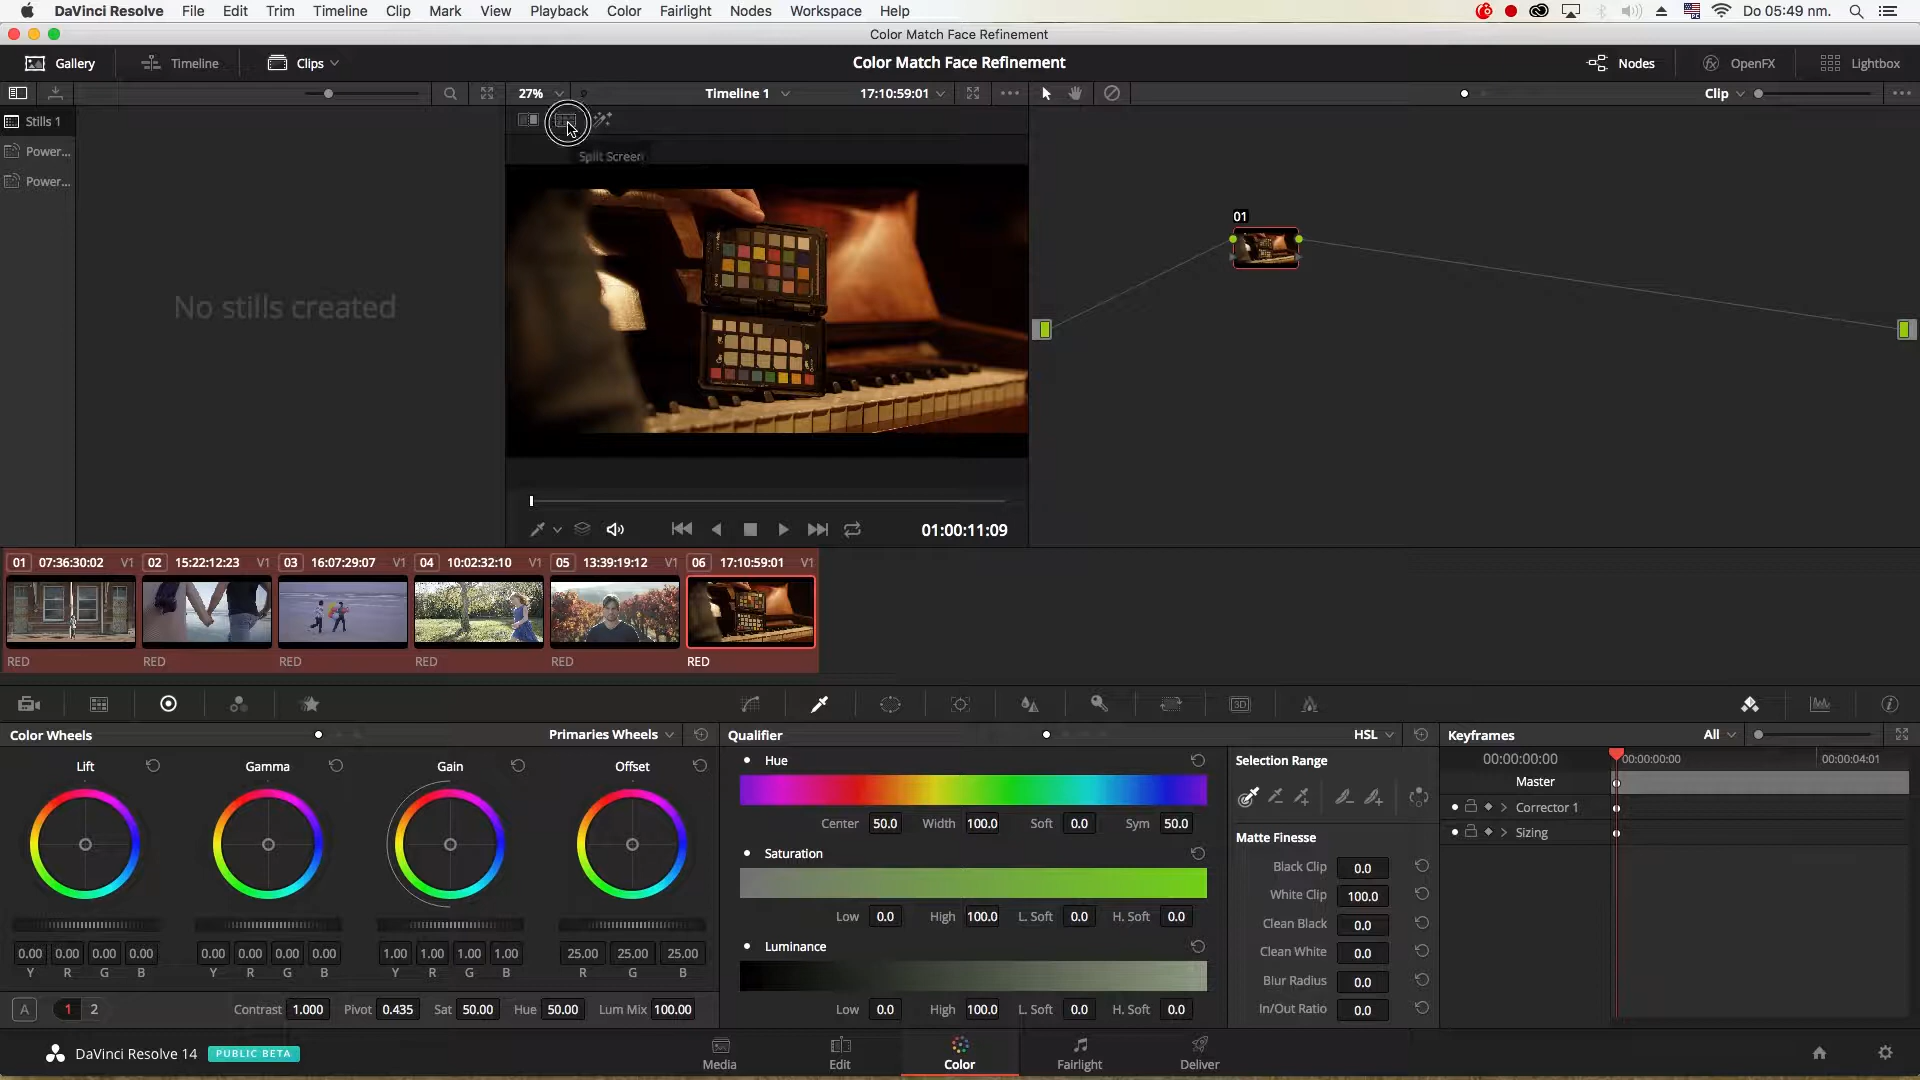 DaVinci Resolve File Edit Trim Timeline Clip Mark View Playback Color Fairlight Nodes Workspace Help Do 05:49 nm.
Color Match Face Refinement
Gallery Timeline Clips Color Match Face Refinement Nodes OpenFX Lightbox
27% Timeline 1 17:10:59:01 Clip
Stills 1
Power...
Power...
Split Screen
No stills created
01
01:00:11:09
01 07:36:30:02 V1 02 15:22:12:23 V1 03 16:07:29:07 V1 04 10:02:32:10 V1 05 13:39:19:12 V1 06 17:10:59:01 V1
RED RED RED RED RED RED
3D
Color Wheels Primaries Wheels Qualifier HSL Keyframes All
Lift Gamma Gain Offset
Hue
Center 50.0 Width 100.0 Soft 0.0 Sym 50.0
Saturation
Low 0.0 High 100.0 L. Soft 0.0 H. Soft 0.0
Luminance
Low 0.0 High 100.0 L. Soft 0.0 H. Soft 0.0
Selection Range
Matte Finesse
Black Clip 0.0
White Clip 100.0
Clean Black 0.0
Clean White 0.0
Blur Radius 0.0
In/Out Ratio 0.0
00:00:00:00 00:00:00:00 00:00:04:01
Master
Corrector 1
Sizing
0.00 0.00 0.00 0.00 0.00 0.00 0.00 0.00 1.00 1.00 1.00 1.00 25.00 25.00 25.00
Y R G B Y R G B Y R G B R G B
A 1 2 Contrast 1.000 Pivot 0.435 Sat 50.00 Hue 50.00 Lum Mix 100.00
DaVinci Resolve 14 PUBLIC BETA Media Edit Color Fairlight Deliver